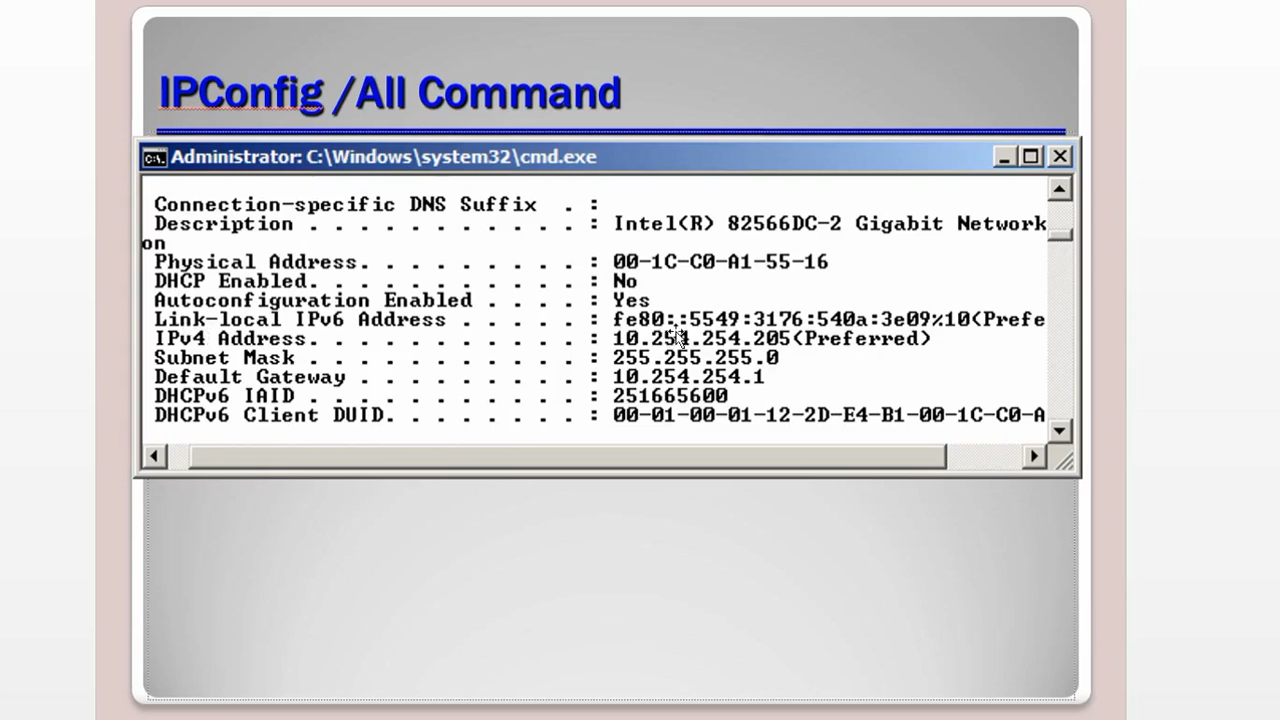 IPConfig /All Command
Administrator: C:\Windows\system32\cmd.exe
Connection-specific DNS Suffix . :
Description . . . . . . . . . . . : Intel(R) 82566DC-2 Gigabit Network
on
Physical Address. . . . . . . . . : 00-1C-C0-A1-55-16
DHCP Enabled. . . . . . . . . . . : No
Autoconfiguration Enabled . . . . : Yes
Link-local IPv6 Address . . . . . : fe80::5549:3176:540a:3e09%10(Prefe
IPv4 Address. . . . . . . . . . . : 10.254.254.205(Preferred)
Subnet Mask . . . . . . . . . . . : 255.255.255.0
Default Gateway . . . . . . . . . : 10.254.254.1
DHCPv6 IAID . . . . . . . . . . . : 251665600
DHCPv6 Client DUID. . . . . . . . : 00-01-00-01-12-2D-E4-B1-00-1C-C0-A